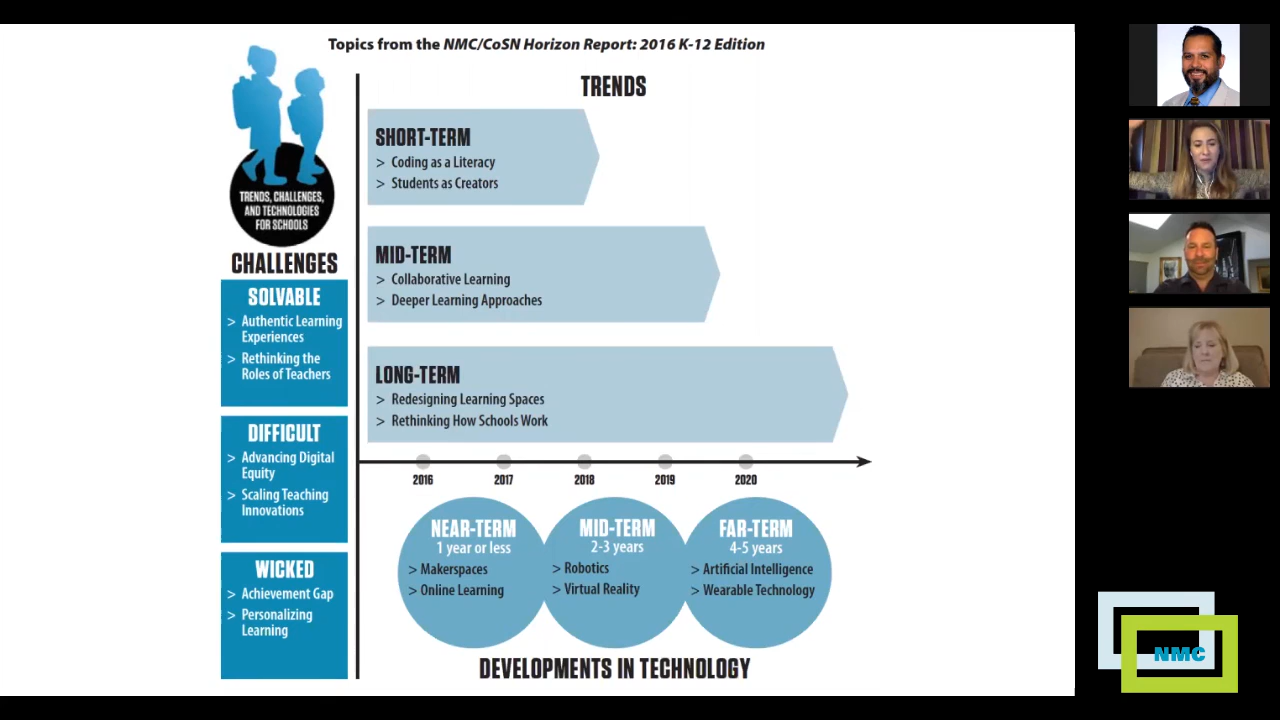 Topics from the NMC/CoSN Horizon Report: 2016 K-12 Edition
TRENDS, CHALLENGES,
AND TECHNOLOGIES
FOR SCHOOLS
TRENDS
SHORT-TERM
> Coding as a Literacy
> Students as Creators
MID-TERM
> Collaborative Learning
> Deeper Learning Approaches
LONG-TERM
> Redesigning Learning Spaces
> Rethinking How Schools Work
CHALLENGES
SOLVABLE
> Authentic Learning
Experiences
> Rethinking the
Roles of Teachers
DIFFICULT
> Advancing Digital
Equity
> Scaling Teaching
Innovations
WICKED
> Achievement Gap
> Personalizing
Learning
2016 2017 2018 2019 2020
NEAR-TERM
1 year or less
> Makerspaces
> Online Learning
MID-TERM
2-3 years
> Robotics
> Virtual Reality
FAR-TERM
4-5 years
> Artificial Intelligence
> Wearable Technology
DEVELOPMENTS IN TECHNOLOGY
NMC